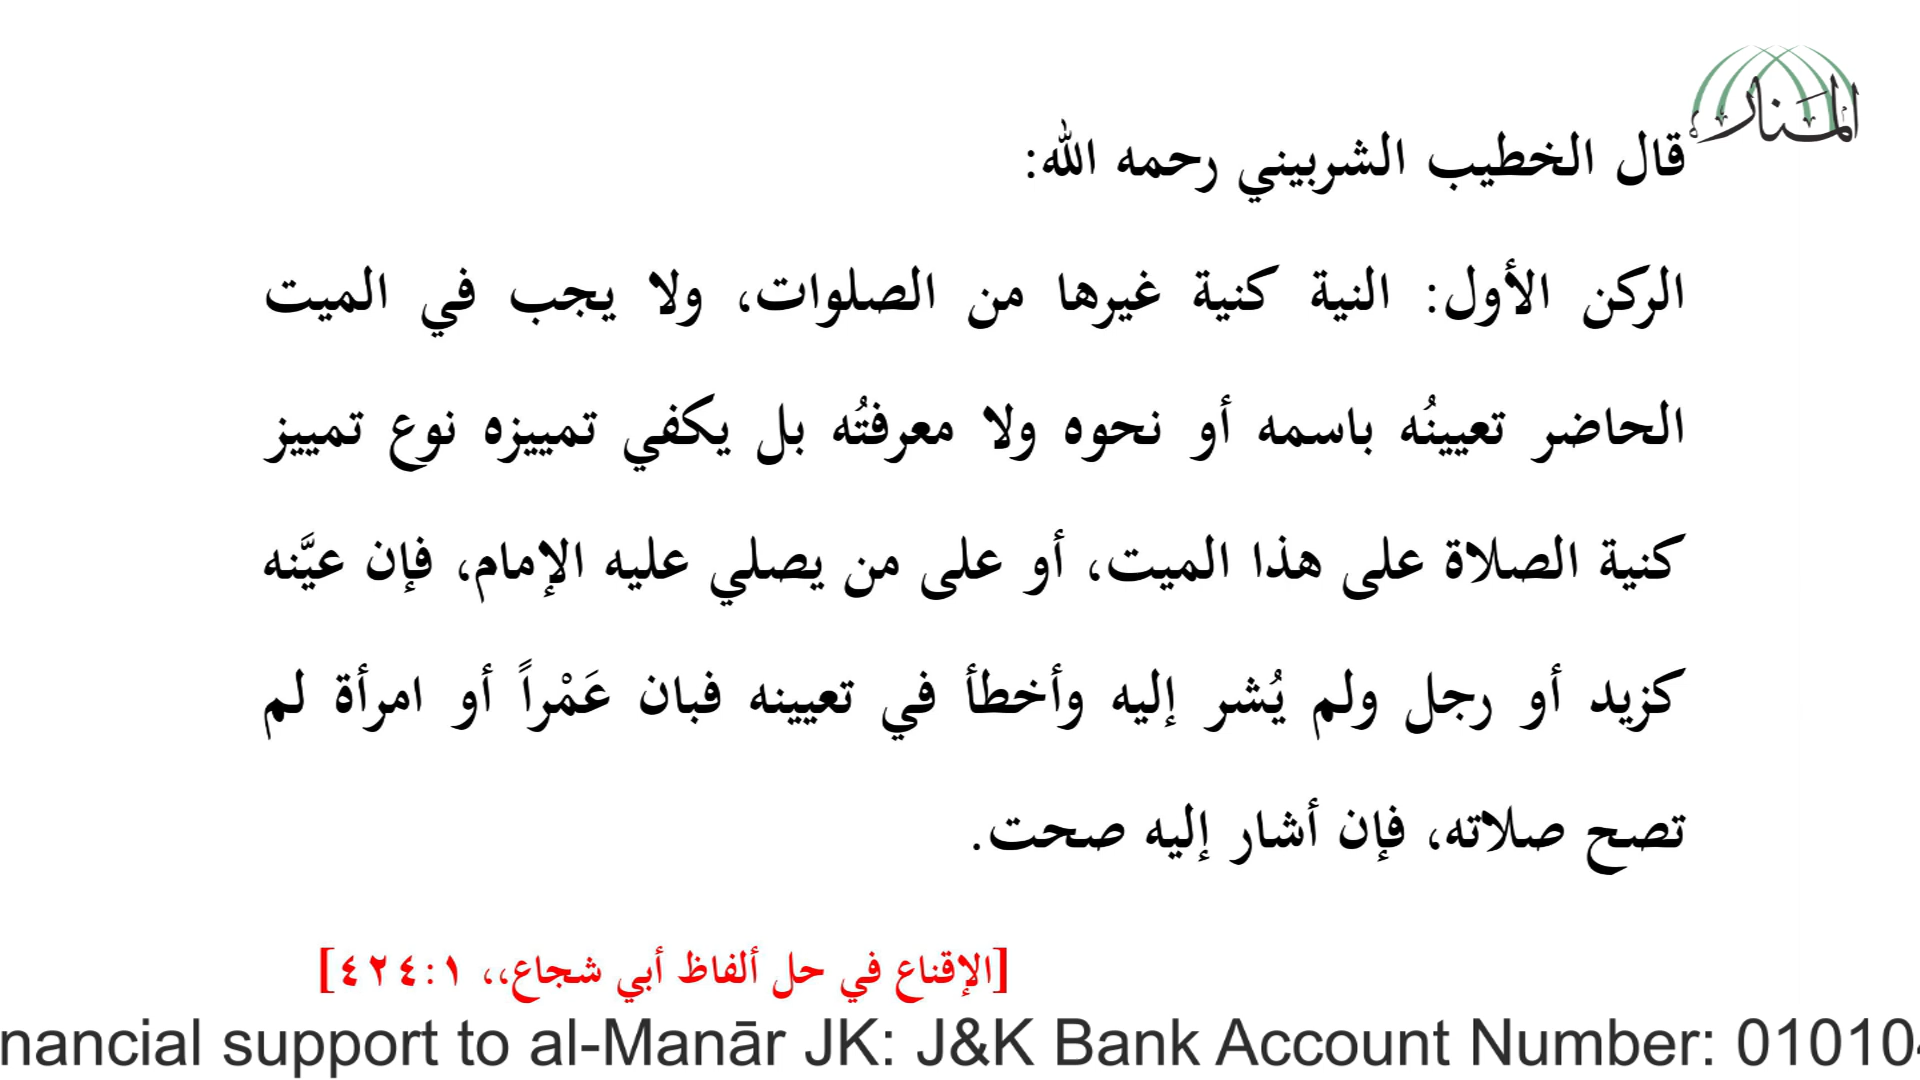 المنار
قال الخطيب الشربيني رحمه الله:
الركن الأول: النية كنية غيرها من الصلوات، ولا يجب في الميت
الحاضر تعيينُه باسمه أو نحوه ولا معرفتُه بل يكفي تمييزه نوع تمييز
كنية الصلاة على هذا الميت، أو على من يصلي عليه الإمام، فإن عيَّنه
كزيد أو رجل ولم يُشر إليه وأخطأ في تعيينه فبان عَمْراً أو امرأة لم
تصح صلاته، فإن أشار إليه صحت.
[الإقناع في حل ألفاظ أبي شجاع،، ١:٤٢٤]
nancial support to al-Manār JK: J&K Bank Account Number: 01010